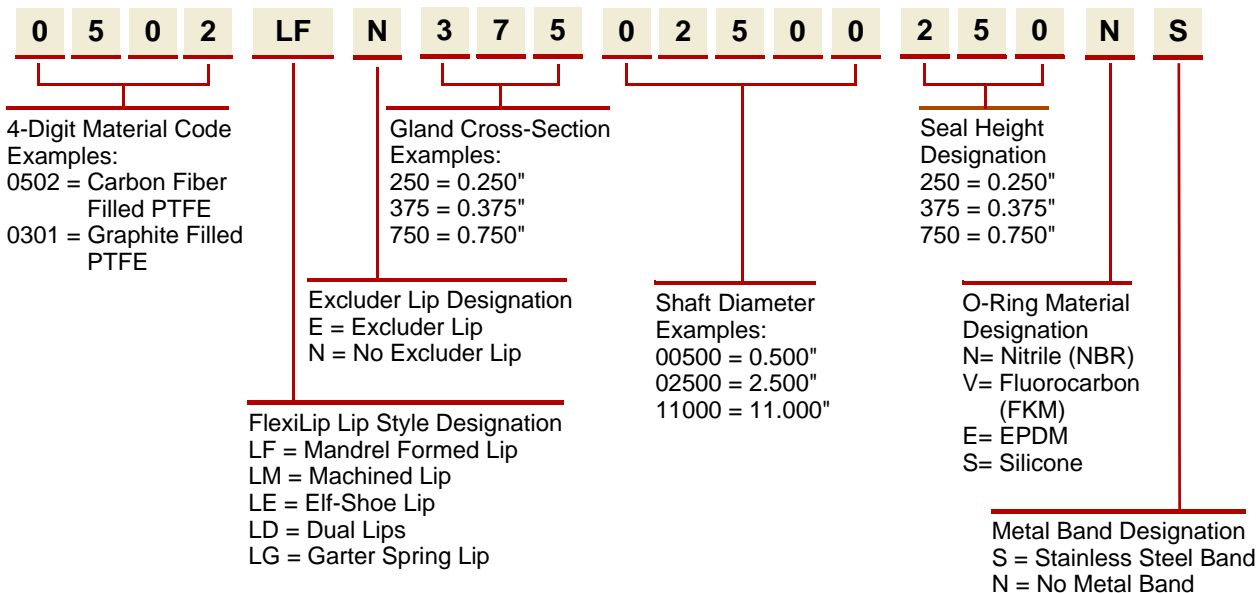 0 5 0 2 LF N 3 7 5 0 2 5 0 0 2 5 0 N S
4-Digit Material Code
Examples:
0502 = Carbon Fiber
Filled PTFE
0301 = Graphite Filled
PTFE
Gland Cross-Section
Examples:
250 = 0.250"
375 = 0.375"
750 = 0.750"
Seal Height
Designation
250 = 0.250"
375 = 0.375"
750 = 0.750"
Excluder Lip Designation
E = Excluder Lip
N = No Excluder Lip
Shaft Diameter
Examples:
00500 = 0.500"
02500 = 2.500"
11000 = 11.000"
O-Ring Material
Designation
N= Nitrile (NBR)
V= Fluorocarbon
(FKM)
E= EPDM
S= Silicone
FlexiLip Lip Style Designation
LF = Mandrel Formed Lip
LM = Machined Lip
LE = Elf-Shoe Lip
LD = Dual Lips
LG = Garter Spring Lip
Metal Band Designation
S = Stainless Steel Band
N = No Metal Band